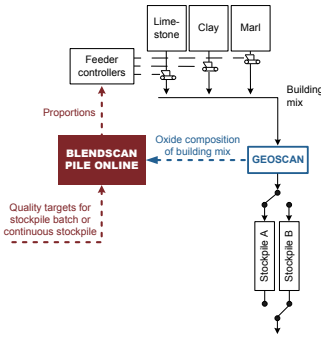 Lime-
stone
Clay
Marl
Feeder
controllers
Building
mix
Proportions
BLENDSCAN
PILE ONLINE
Oxide composition
of building mix
GEOSCAN
Quality targets for
stockpile batch or
continuous stockpile
Stockpile A
Stockpile B